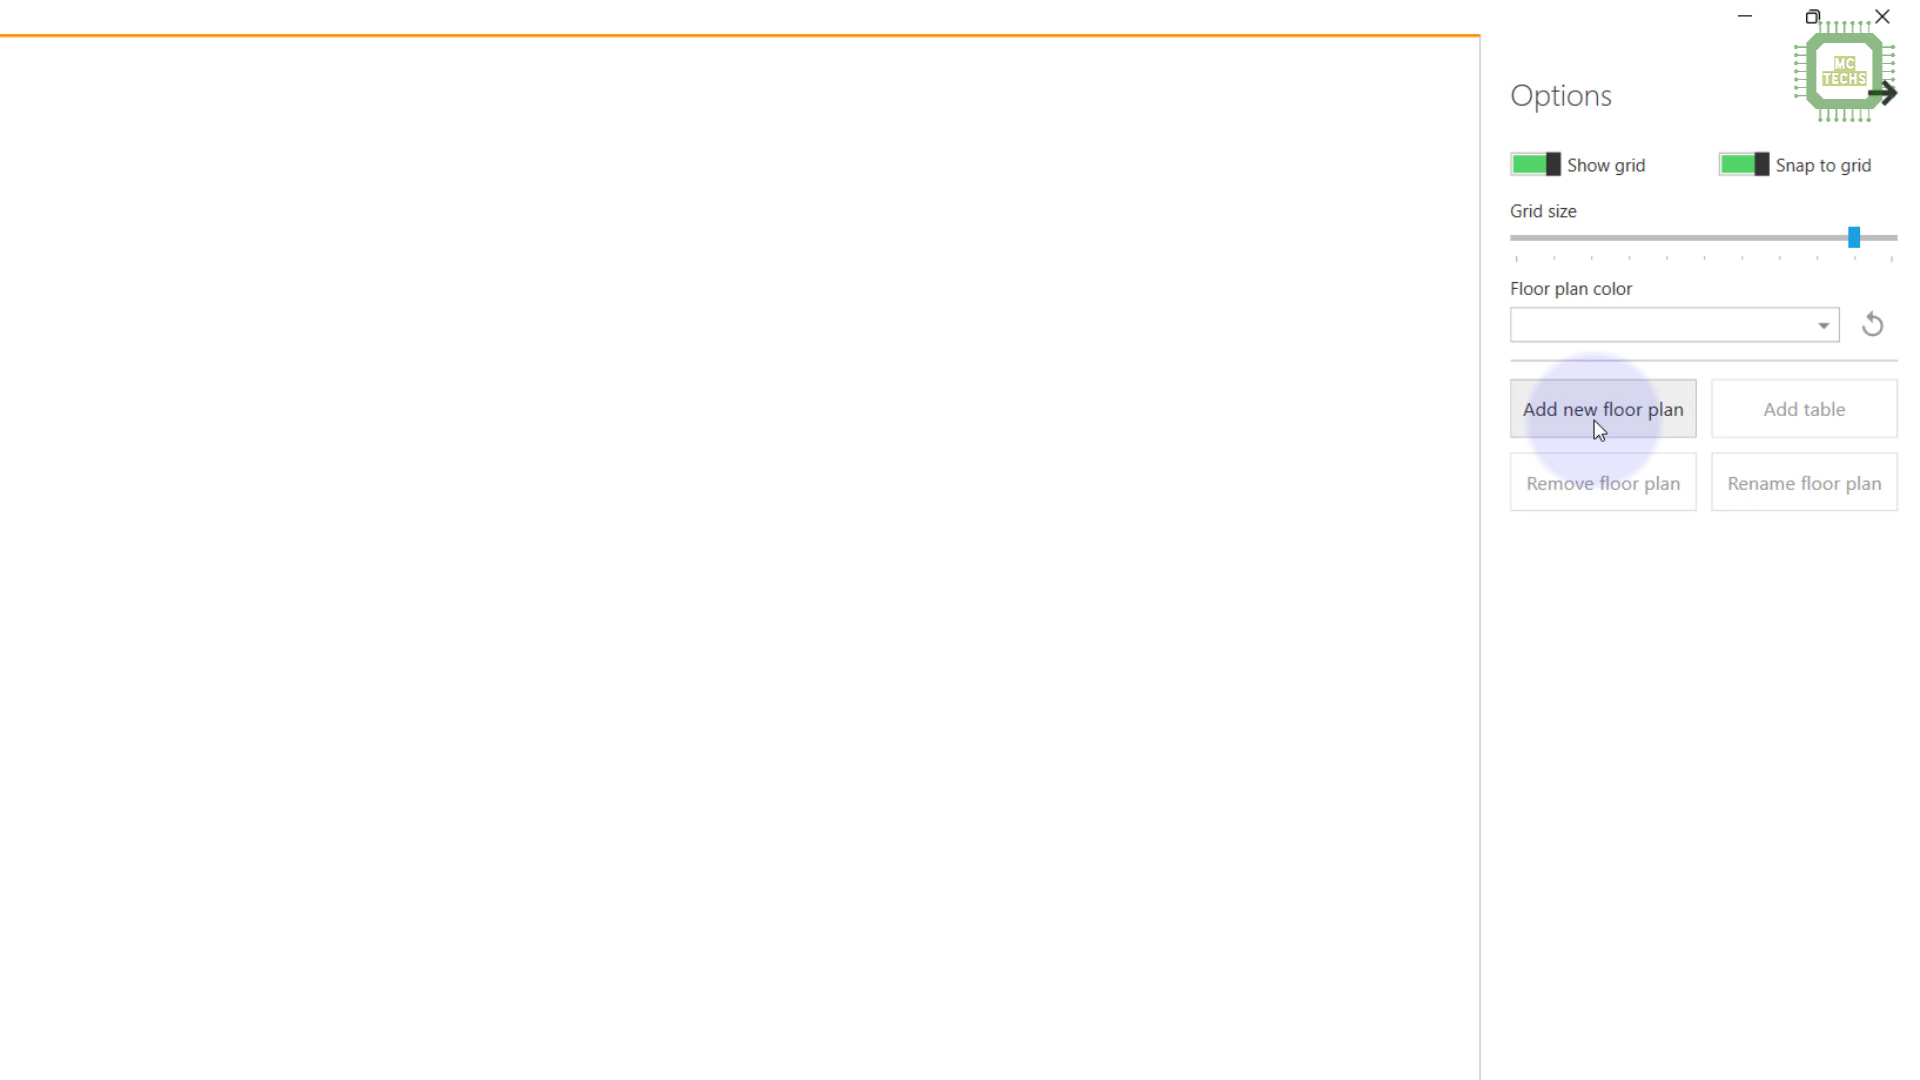 MC
TECHS
Options
Show grid
Snap to grid
Grid size
Floor plan color
Add new floor plan
Add table
Remove floor plan
Rename floor plan